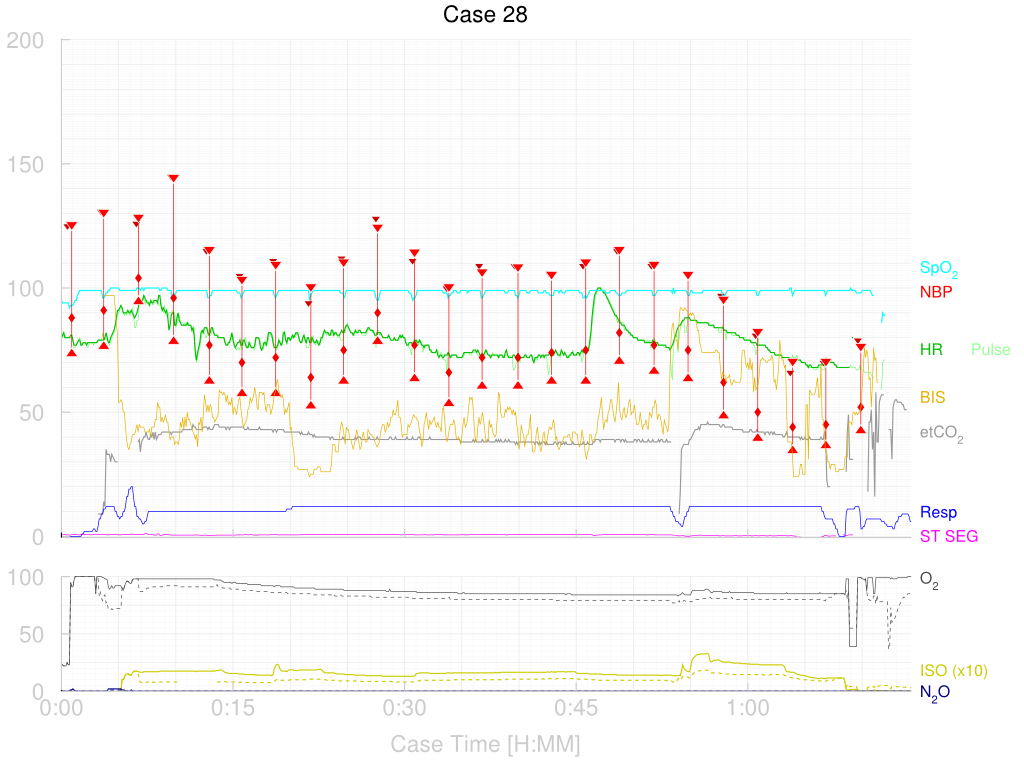 Case 28
200
150
100
50
0
SpO2
NBP
HR Pulse
BIS
etCO2
Resp
ST SEG
100
50
0
O2
ISO (x10)
N2O
0:00 0:15 0:30 0:45 1:00
Case Time [H:MM]